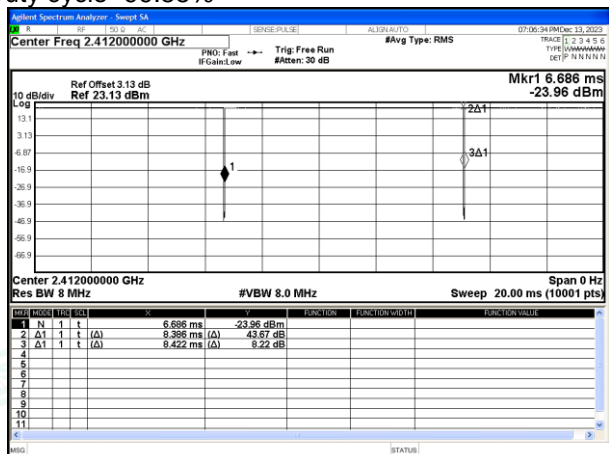 Agilent Spectrum Analyzer - Swept SA
R RF 50 Ω AC SENSE:PULSE ALIGN AUTO 07:06:34 PM Dec 13, 2023
Center Freq 2.412000000 GHz #Avg Type: RMS TRACE 1 2 3 4 5 6
PNO: Fast Trig: Free Run TYPE
IFGain:Low #Atten: 30 dB DET P N N N N N
Mkr1 6.686 ms
Ref Offset 3.13 dB
10 dB/div Ref 23.13 dBm -23.96 dBm
Log
2Δ1
13.1
3.13
-6.87
3Δ1
1
-16.9
-26.9
-36.9
-46.9
-56.9
-66.9
Center 2.412000000 GHz Span 0 Hz
Res BW 8 MHz #VBW 8.0 MHz Sweep 20.00 ms (10001 pts)
MKR MODE TRC SCL X Y FUNCTION FUNCTION WIDTH FUNCTION VALUE
1 N 1 t 6.686 ms -23.96 dBm
2 Δ1 1 t (Δ) 8.386 ms (Δ) 43.67 dB
3 Δ1 1 t (Δ) 8.422 ms (Δ) 8.22 dB
4
5
6
7
8
9
10
11
MSG STATUS